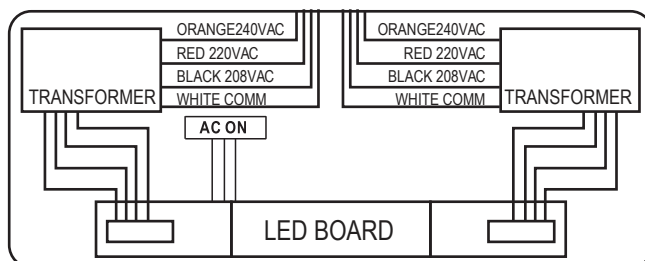 ORANGE240VAC
RED 220VAC
BLACK 208VAC
WHITE COMM
TRANSFORMER
AC ON
ORANGE240VAC
RED 220VAC
BLACK 208VAC
WHITE COMM
TRANSFORMER
LED BOARD